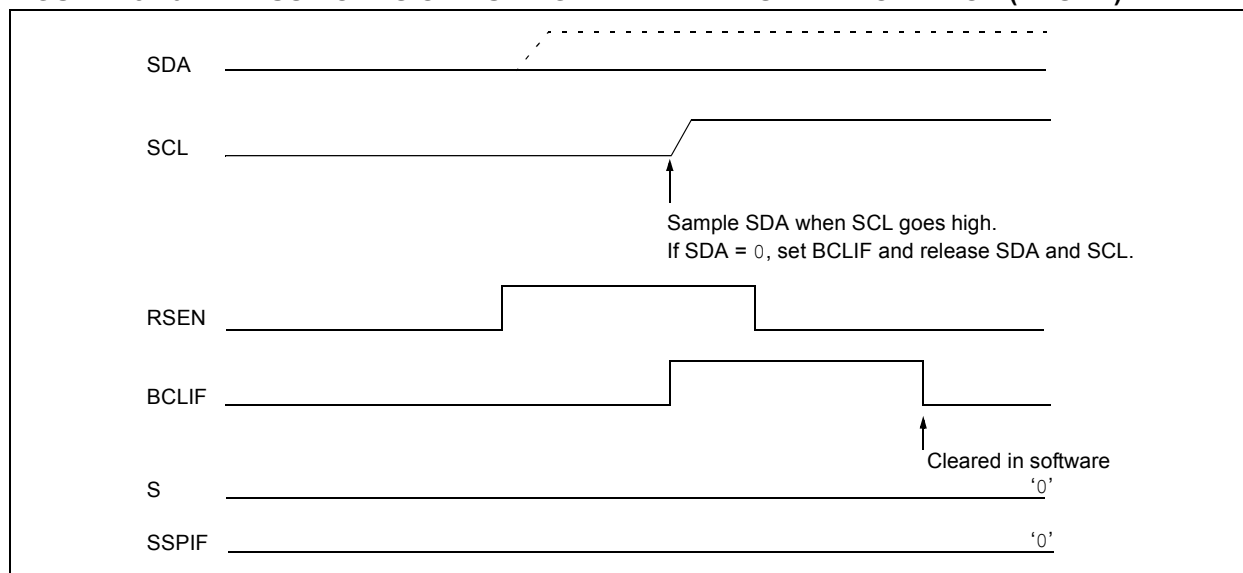 SDA
SCL
Sample SDA when SCL goes high.
If SDA = 0, set BCLIF and release SDA and SCL.
RSEN
BCLIF
Cleared in software
S
‘0’
SSPIF
‘0’